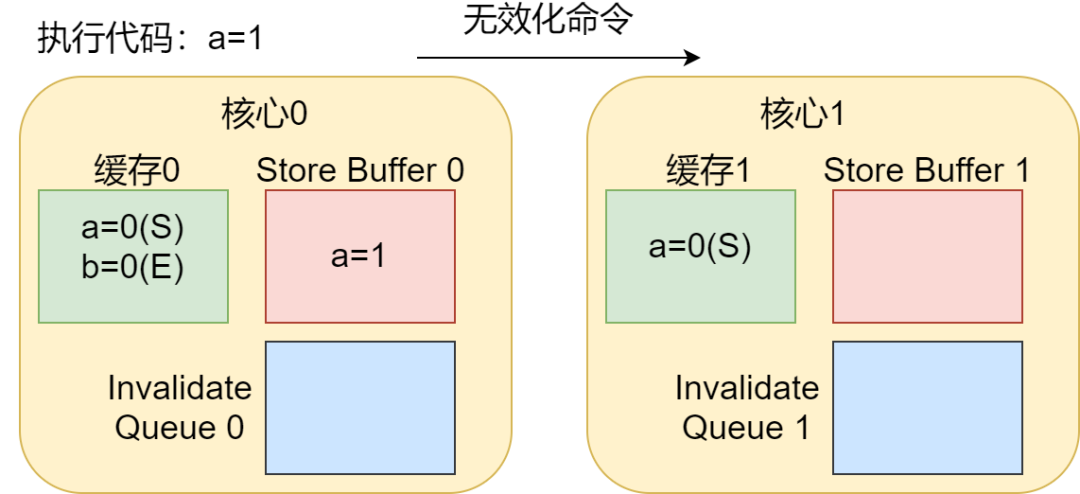 执行代码：a=1
无效化命令
核心0
缓存0
Store Buffer 0
a=0(S)
b=0(E)
a=1
Invalidate
Queue 0
核心1
缓存1
Store Buffer 1
a=0(S)
Invalidate
Queue 1